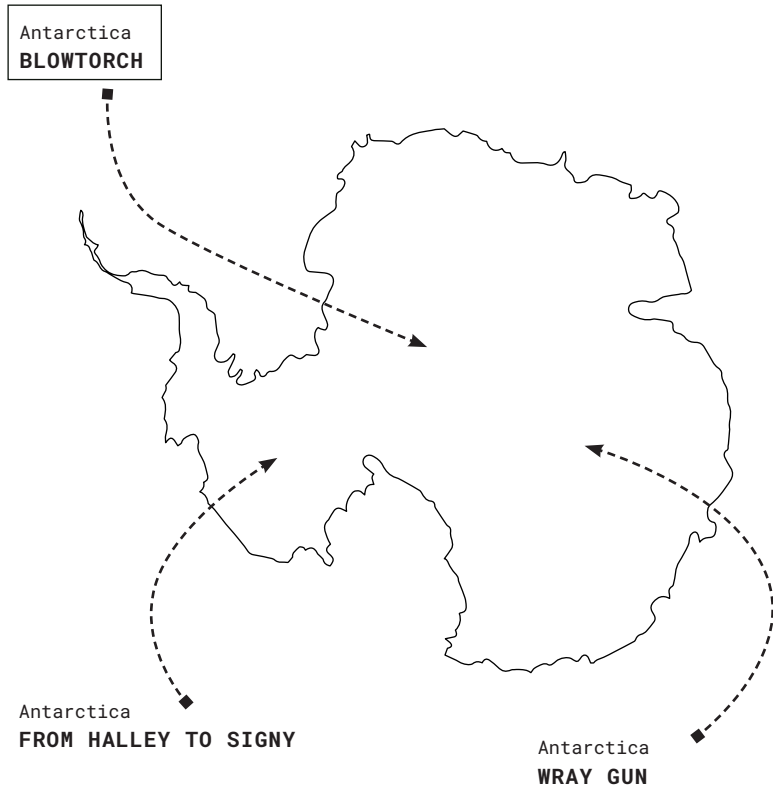 Antarctica
BLOWTORCH
Antarctica
FROM HALLEY TO SIGNY
Antarctica
WRAY GUN